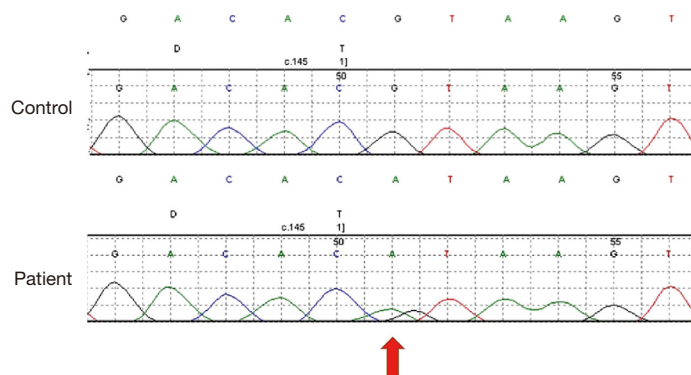 G A C A C G T A A G T
D T
c.145 1]
50 55
G A C A C G T A A G T
Control
G A C A C A T A A G T
D T
c.145 1]
50 55
G A C A C A T A A G T
Patient